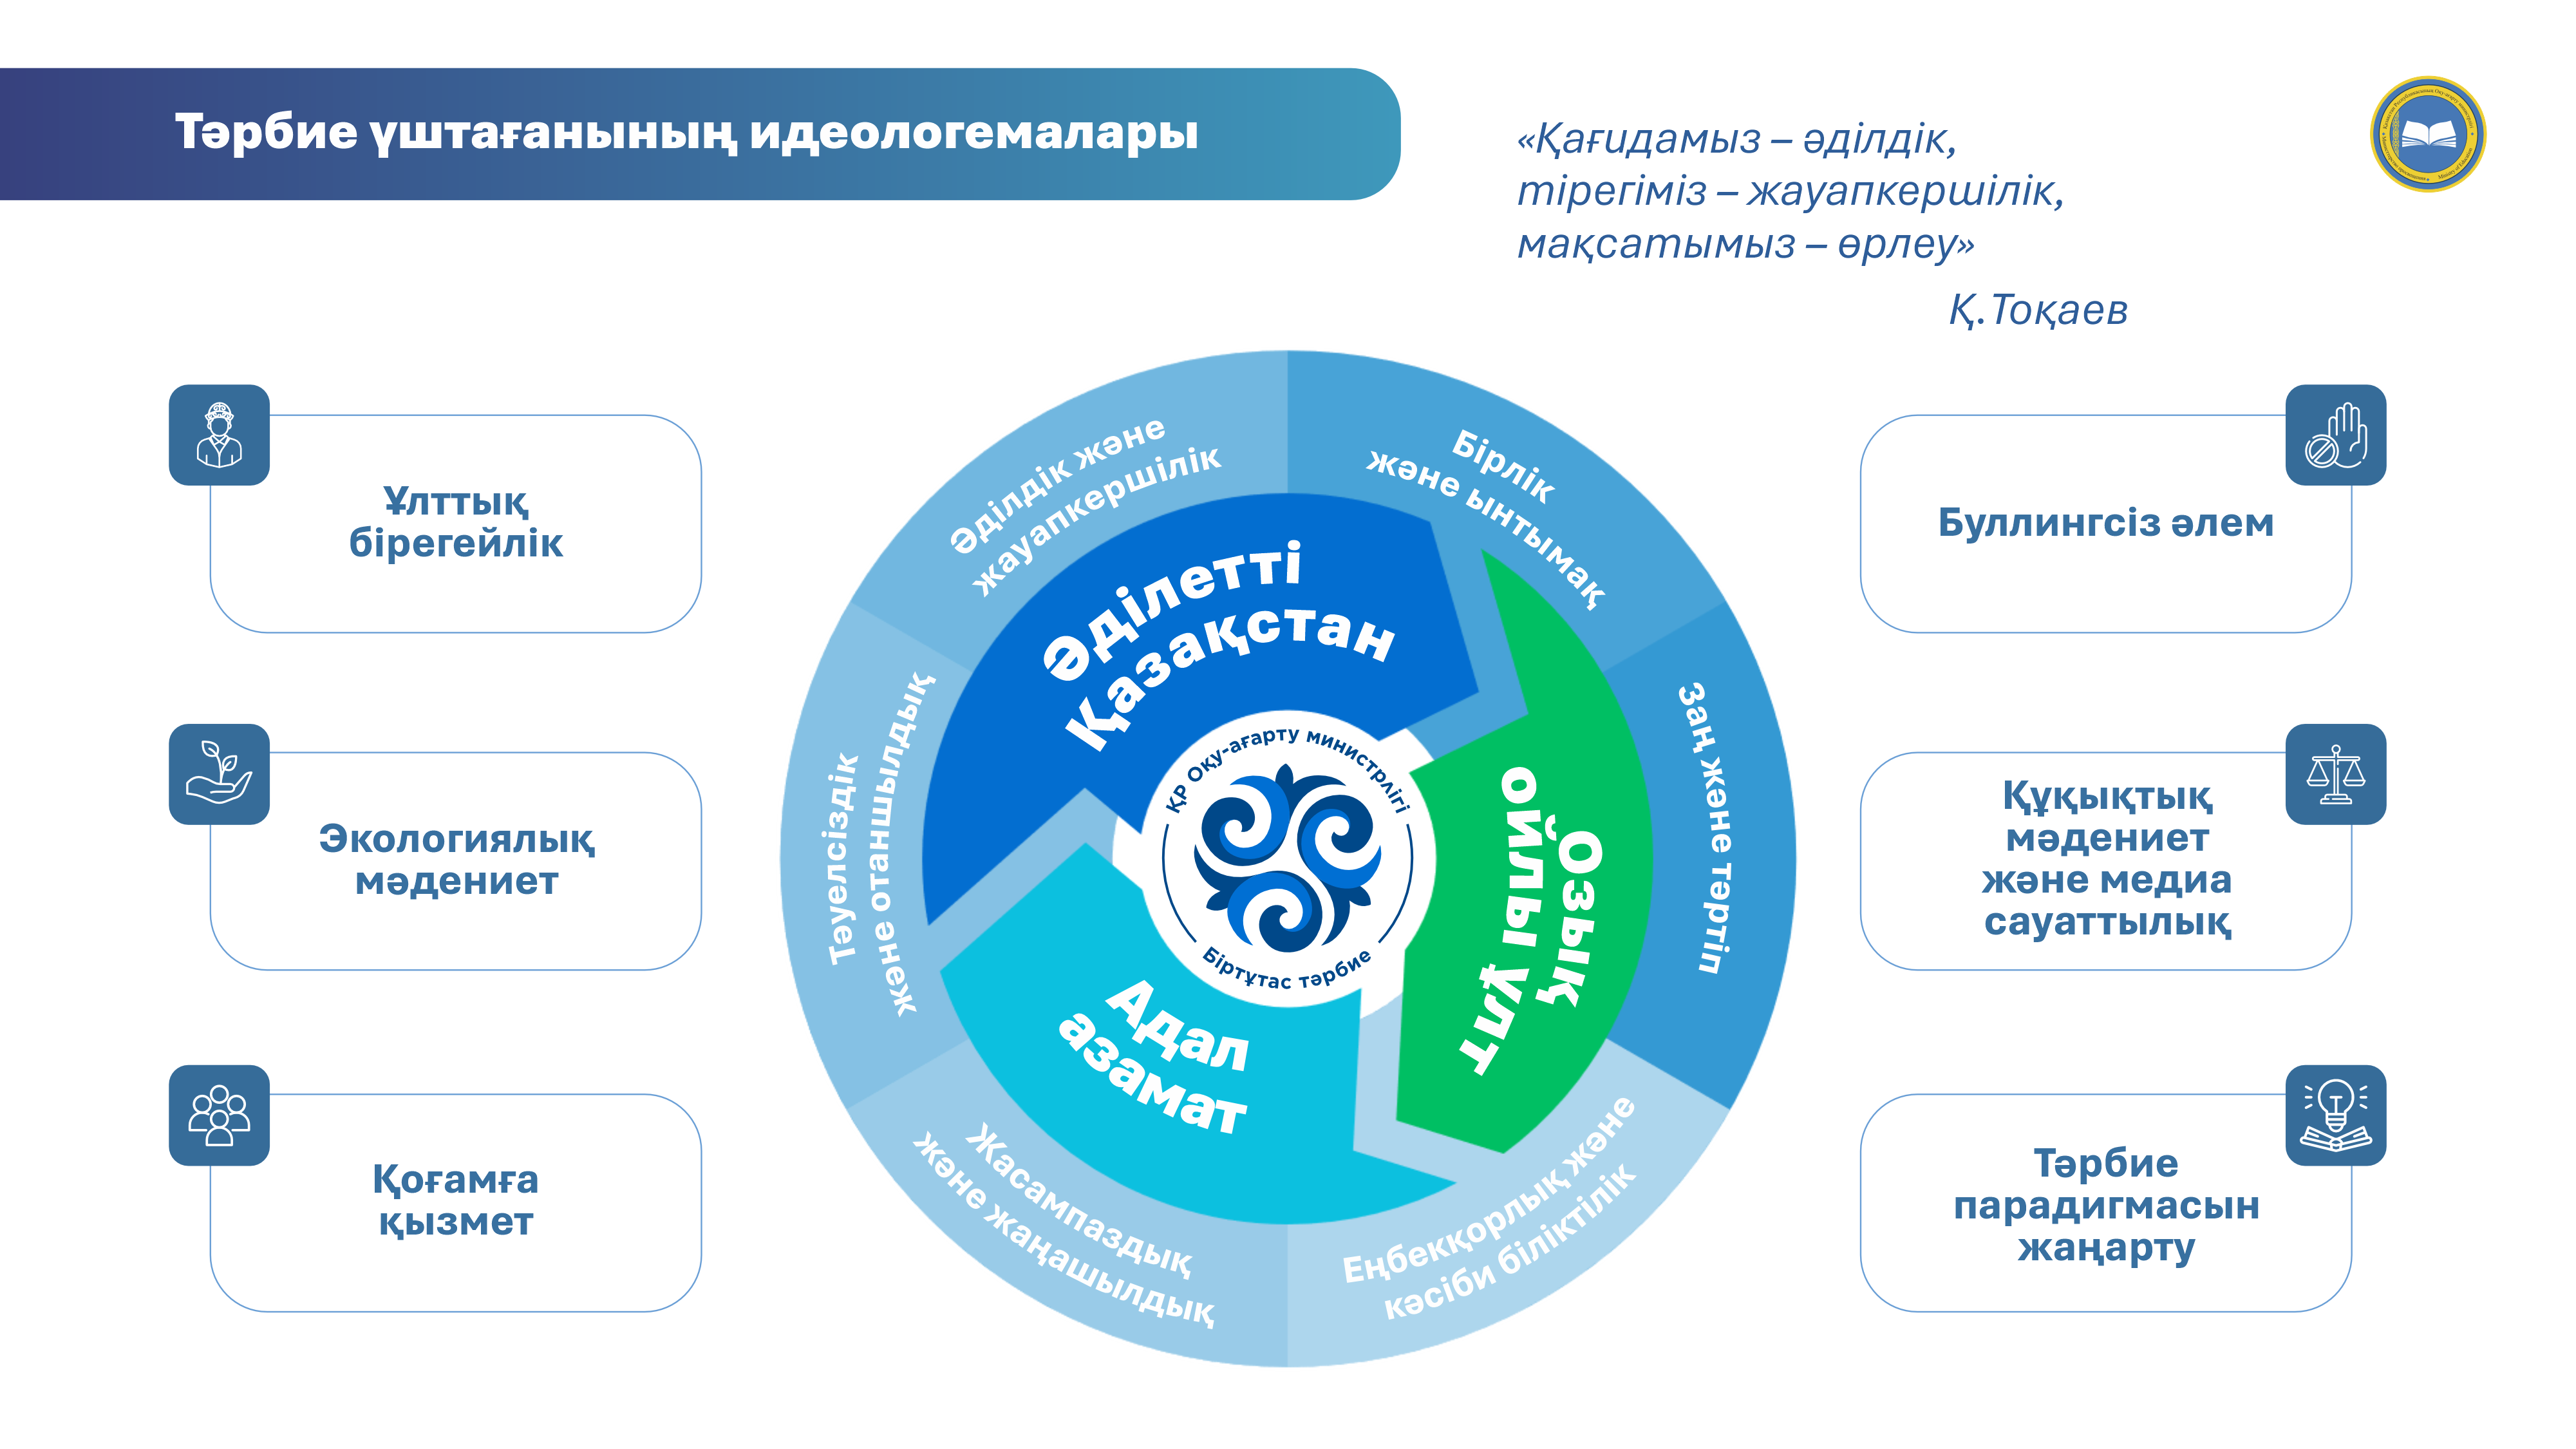 Тәрбие үштағанының идеологемалары
«Қағидамыз – әділдік,
тірегіміз – жауапкершілік,
мақсатымыз – өрлеу»
Қ.Тоқаев
Ұлттық
бірегейлік
Экологиялық
мәдениет
Қоғамға
қызмет
Әділдік және
жауапкершілік
Бірлік
және ынтымақ
Заң және тәртіп
Еңбекқорлық және
кәсіби біліктілік
Жасампаздық
және жаңашылдық
Тәуелсіздік
және отаншылдық
Әділетті
Қазақстан
Озық
ойлы ұлт
Адал
азамат
ҚР Оқу-ағарту министрлігі
Біртұтас тәрбие
Буллингсіз әлем
Құқықтық
мәдениет
және медиа
сауаттылық
Тәрбие
парадигмасын
жаңарту